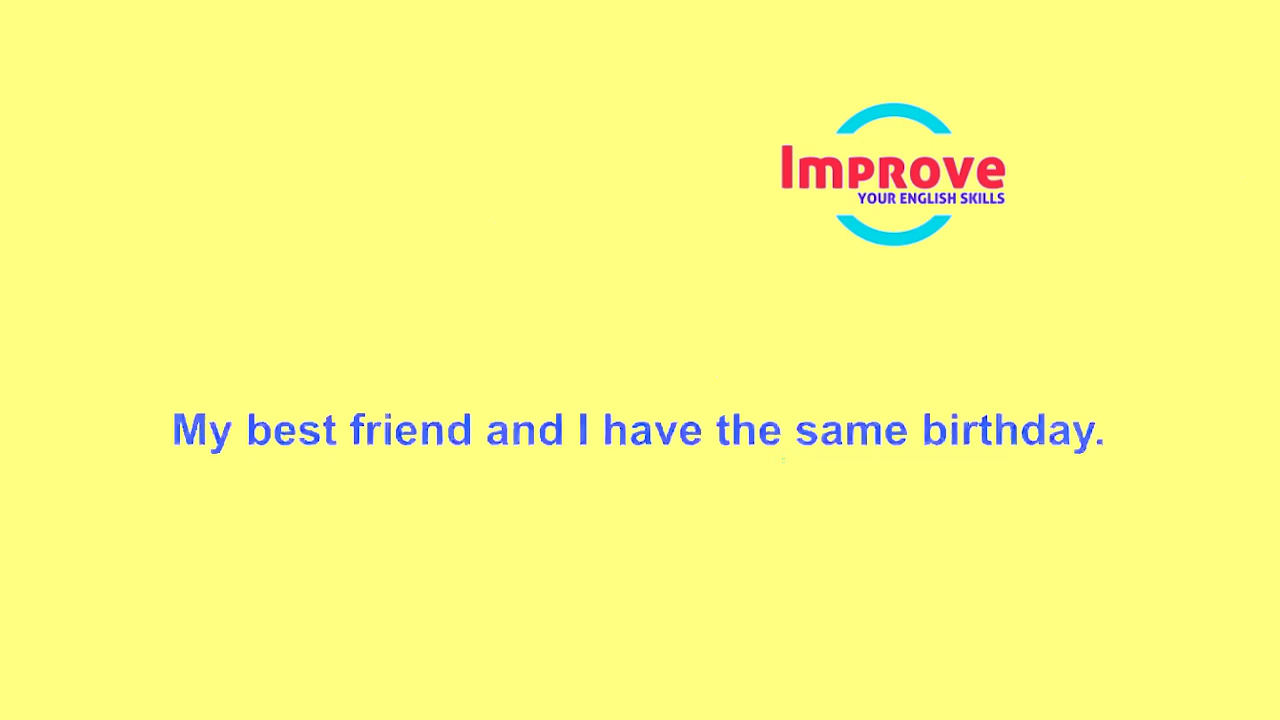 Improve
YOUR ENGLISH SKILLS
My best friend and I have the same birthday.